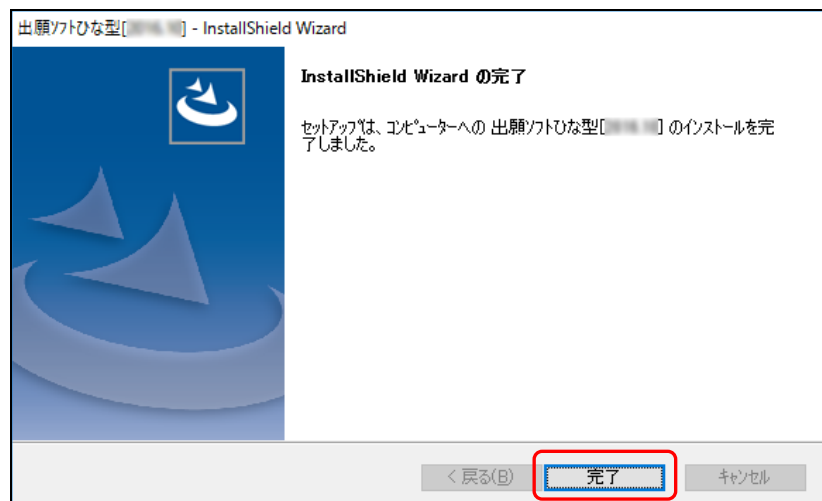 出願ソフトひな型[ ] - InstallShield Wizard
InstallShield Wizard の完了
セットアップは、コンピューターへの 出願ソフトひな型[ ] のインストールを完
了しました。
< 戻る(B)
完了
キャンセル